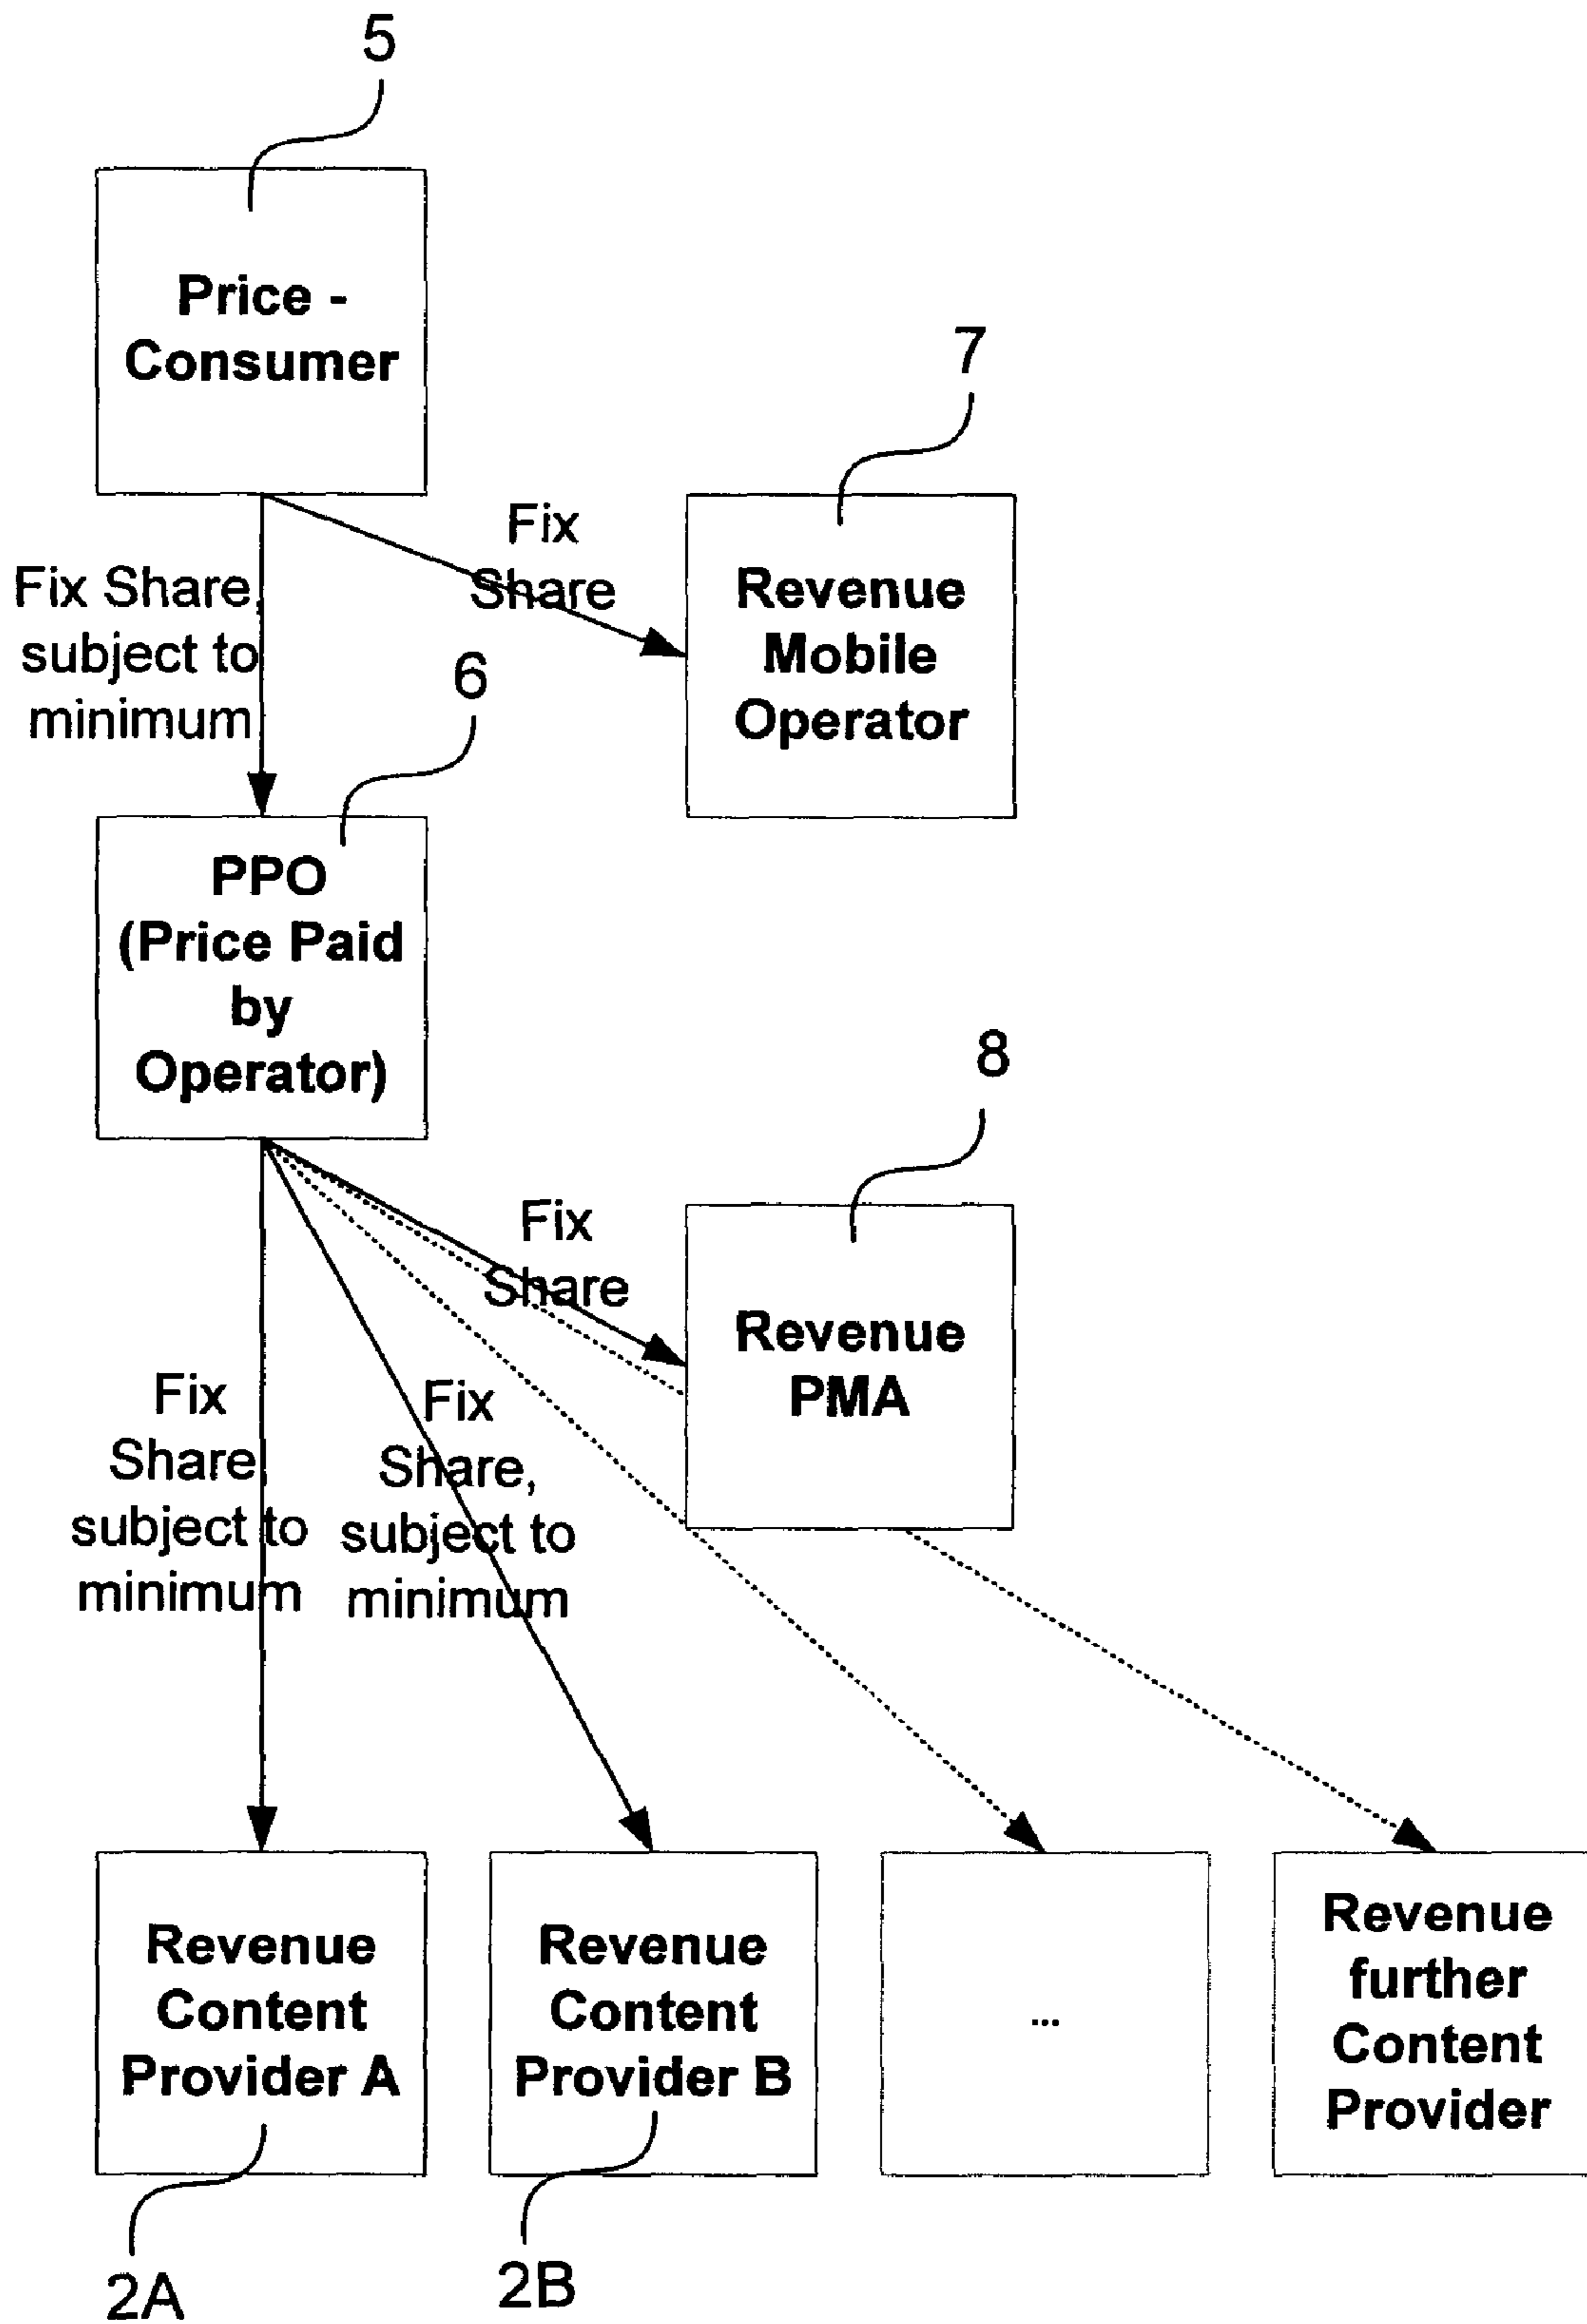 5
Price -
Consumer
7
Fix
Share
Revenue
Mobile
Operator
Fix Share,
subject to
minimum
6
PPO
(Price Paid
by
Operator)
8
Fix
Share
Revenue
PMA
Fix
Share
subject to
minimum
Fix
Share,
subject to
minimum
Revenue
Content
Provider A
Revenue
Content
Provider B
...
Revenue
further
Content
Provider
2A
2B